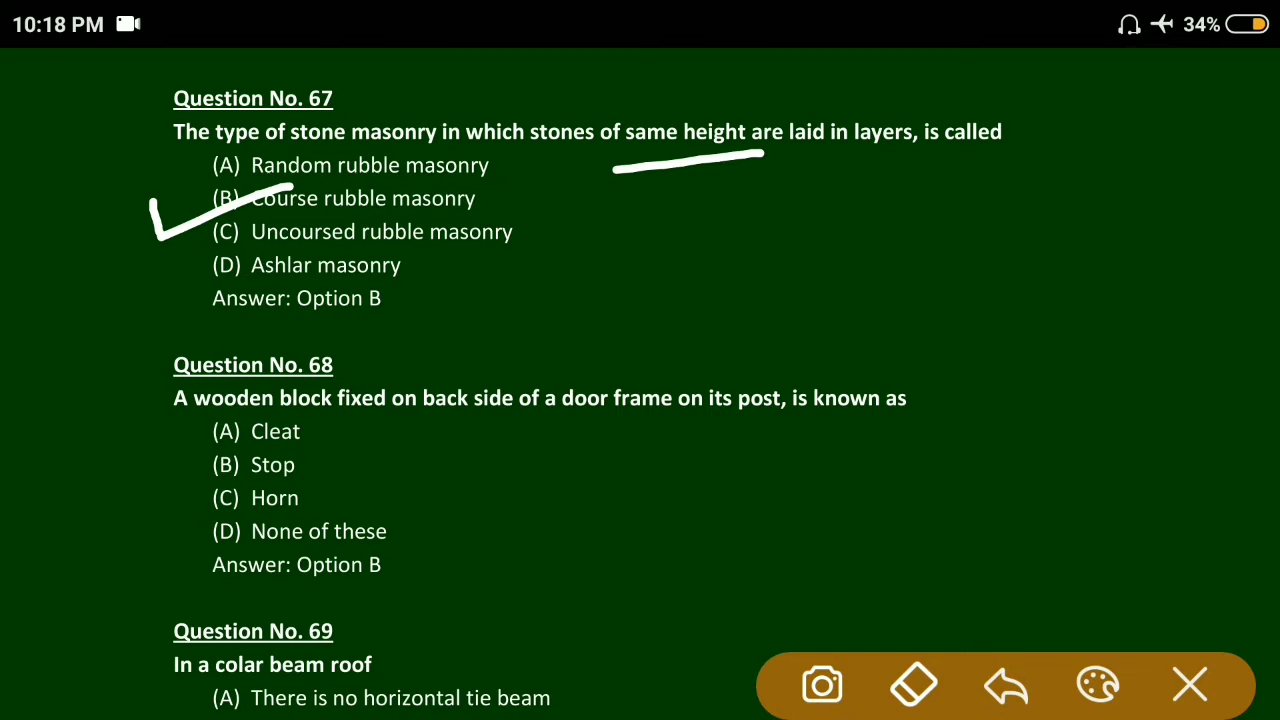 10:18 PM 34%
Question No. 67
The type of stone masonry in which stones of same height are laid in layers, is called
(A) Random rubble masonry
(B) Course rubble masonry
(C) Uncoursed rubble masonry
(D) Ashlar masonry
Answer: Option B
Question No. 68
A wooden block fixed on back side of a door frame on its post, is known as
(A) Cleat
(B) Stop
(C) Horn
(D) None of these
Answer: Option B
Question No. 69
In a colar beam roof
(A) There is no horizontal tie beam